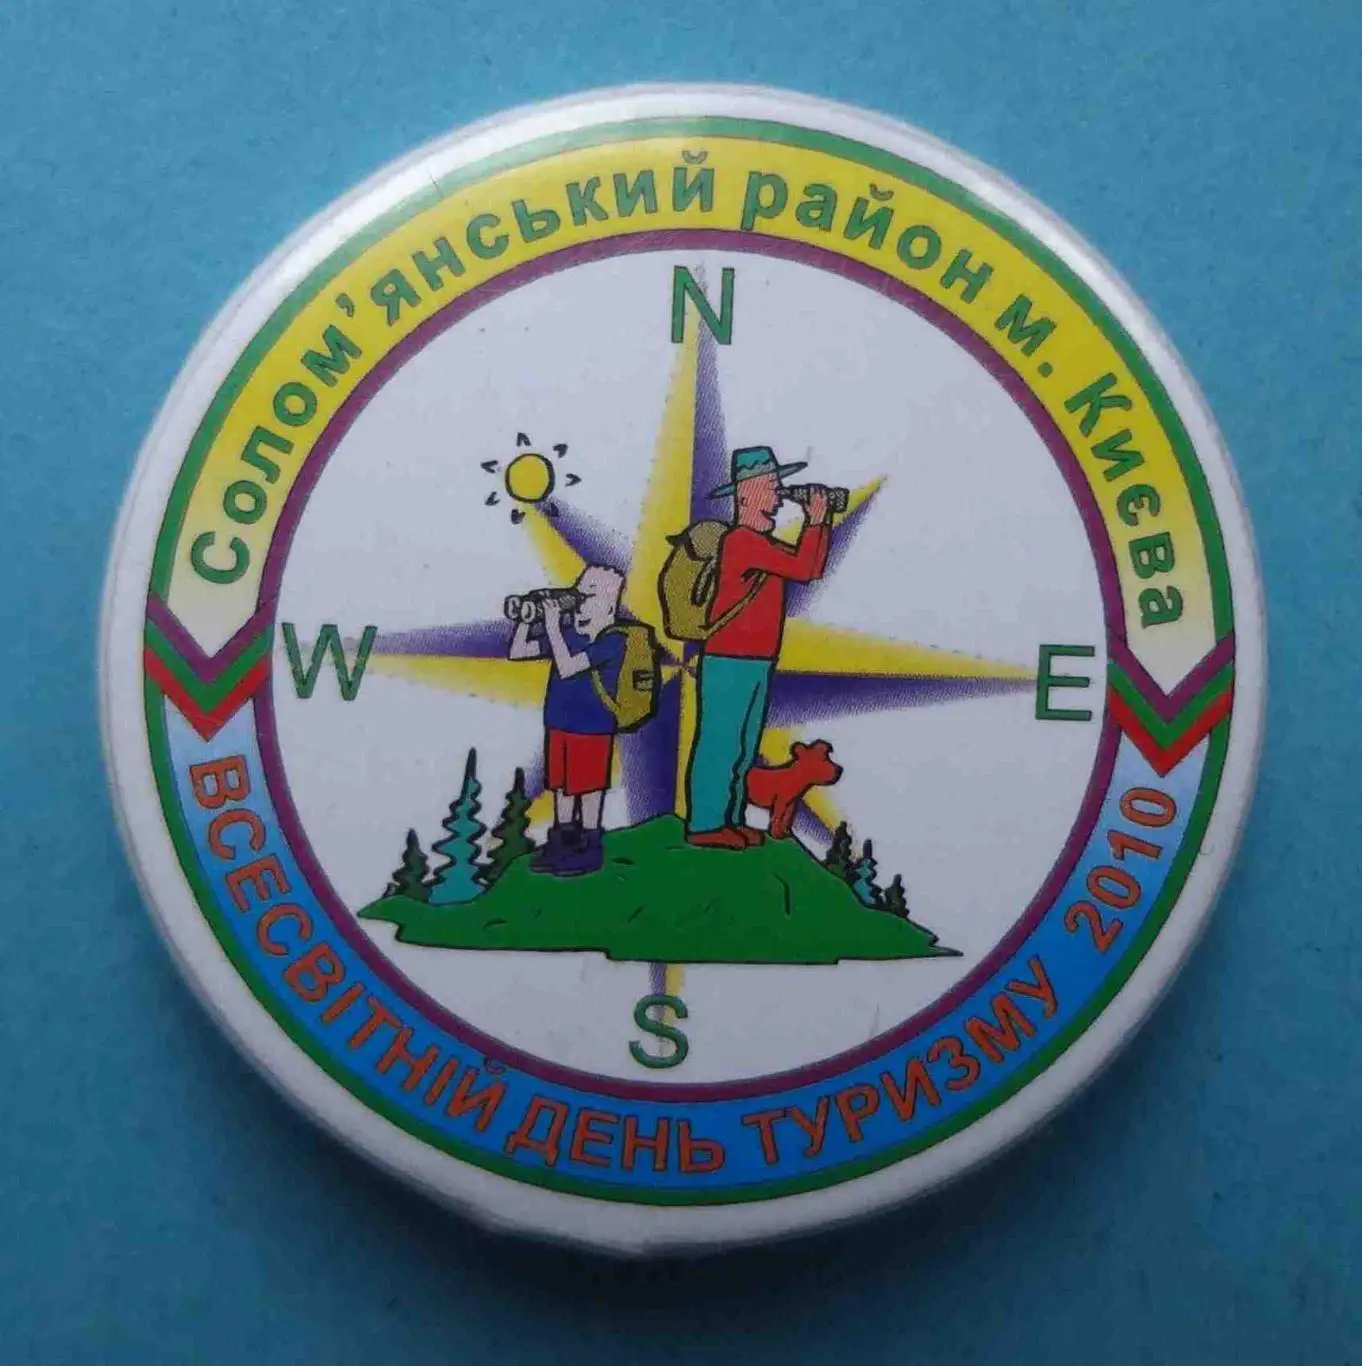 Солом'янський район м. Києва
N
W
E
S
ВСЕСВІТНІЙ ДЕНЬ ТУРИЗМУ 2010